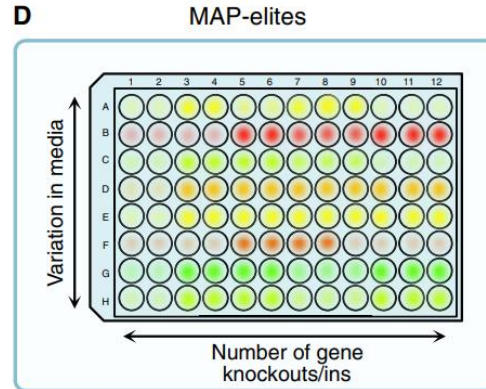 D
MAP-elites
1 2 3 4 5 6 7 8 9 10 11 12
A
B
C
D
E
F
G
H
Variation in media
Number of gene
knockouts/ins